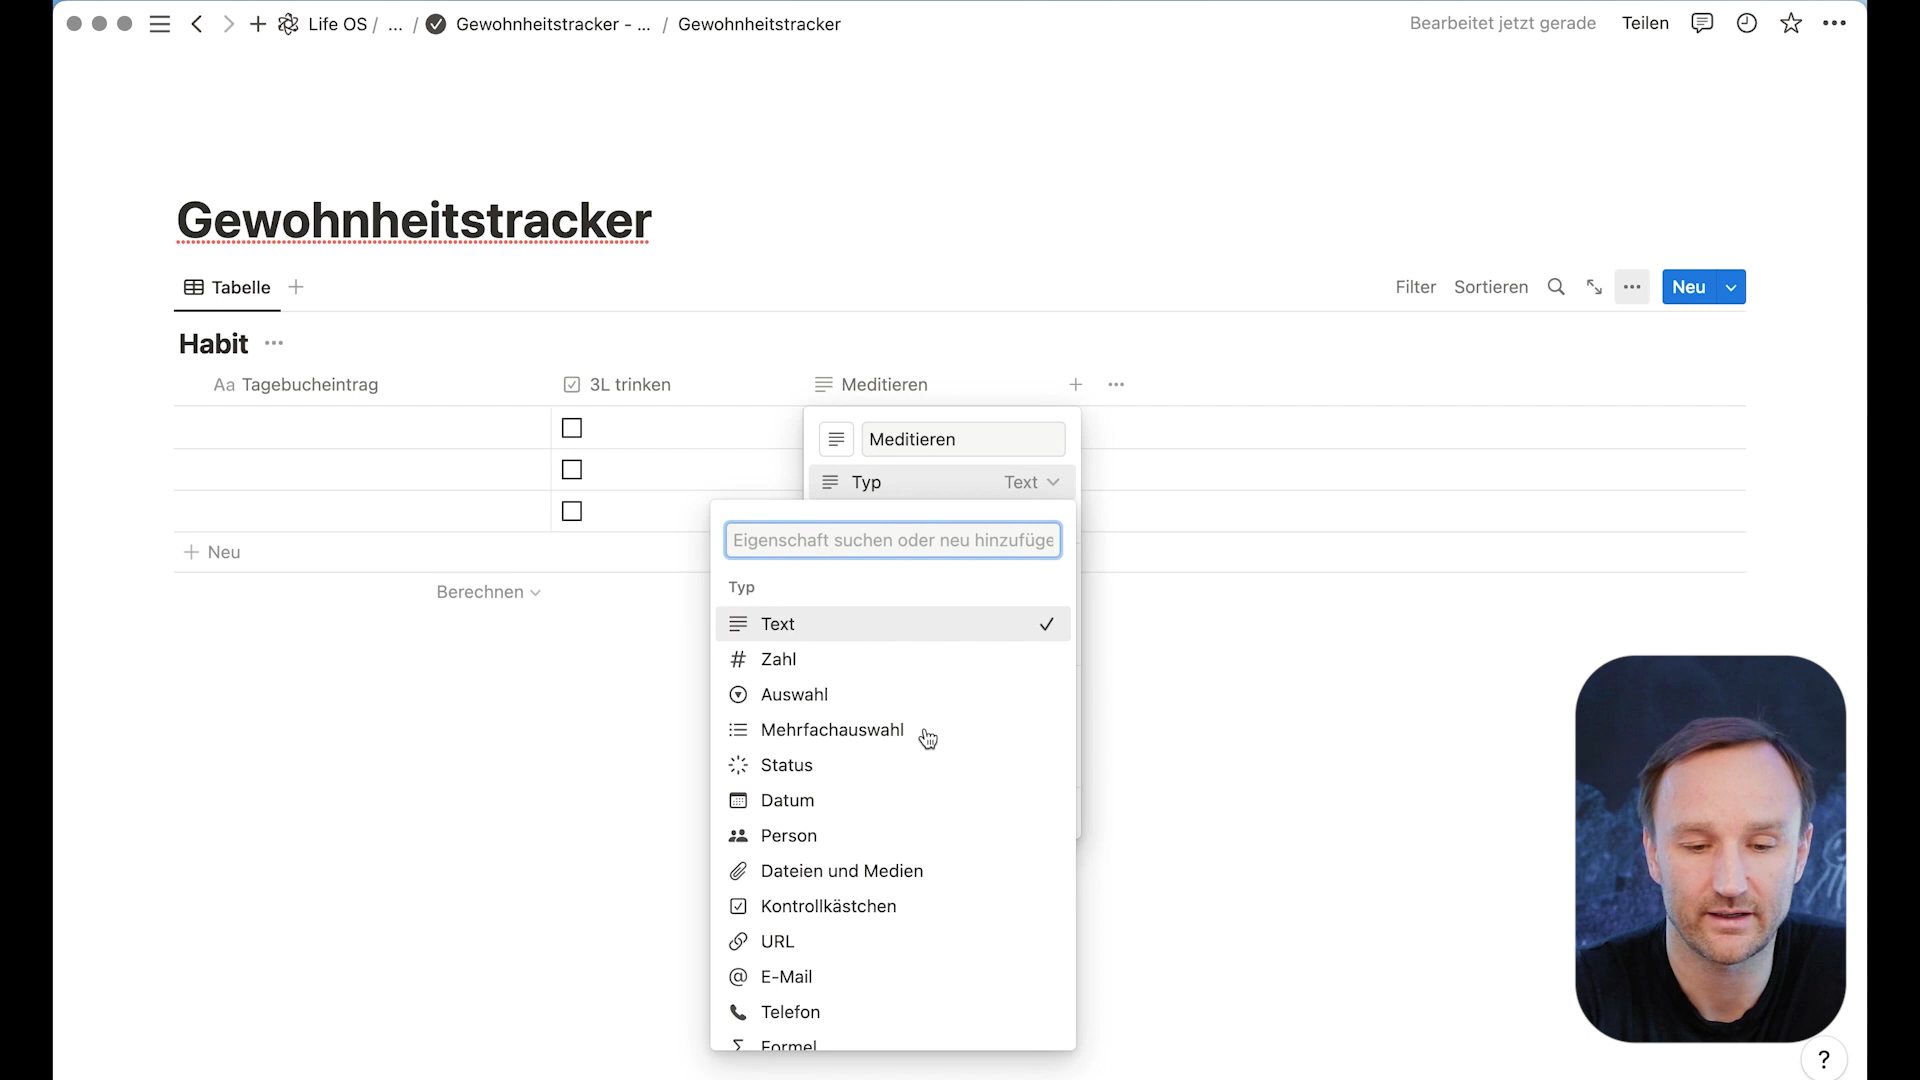 Life OS / ... / Gewohnheitstracker - ... / Gewohnheitstracker
Bearbeitet jetzt gerade Teilen
Gewohnheitstracker
Tabelle
Filter Sortieren Neu
Habit
Aa Tagebucheintrag 3L trinken Meditieren
Meditieren
Typ Text
Eigenschaft suchen oder neu hinzufüge
Neu
Berechnen
Typ
Text
Zahl
Auswahl
Mehrfachauswahl
Status
Datum
Person
Dateien und Medien
Kontrollkästchen
URL
E-Mail
Telefon
Formel
?